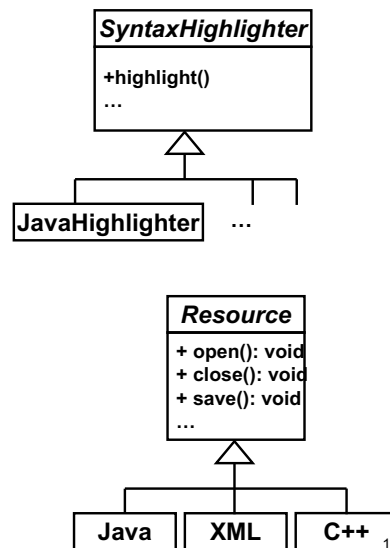 SyntaxHighlighter
+highlight()
…
JavaHighlighter …
Resource
+ open(): void
+ close(): void
+ save(): void
…
Java XML C++
1